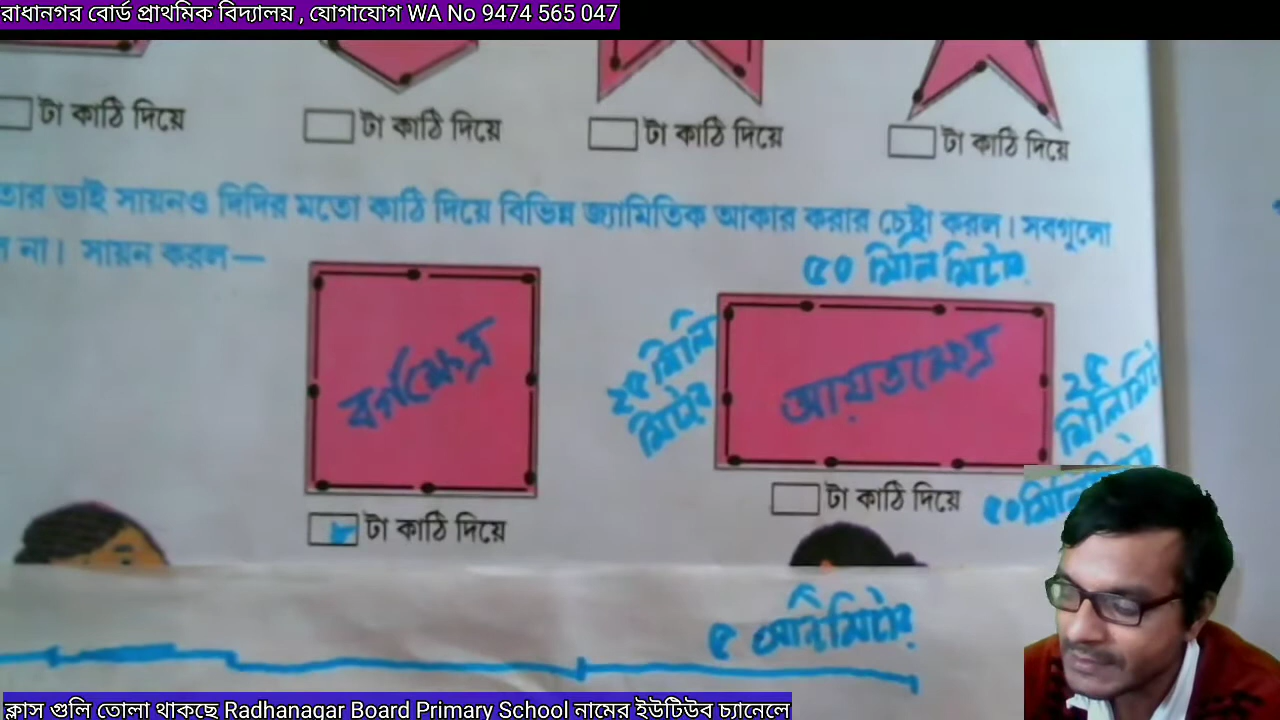 রাধানগর বোর্ড প্রাথমিক বিদ্যালয় , যোগাযোগ WA No 9474 565 047
টা কাঠি দিয়ে
টা কাঠি দিয়ে
টা কাঠি দিয়ে
টা কাঠি দিয়ে
তার ভাই সায়নও দিদির মতো কাঠি দিয়ে বিভিন্ন জ্যামিতিক আকার করার চেষ্টা করল। সবগুলো
না। সায়ন করল—
৫০ মিলি মিটার
২৫ মিলি
মিটার
বর্গক্ষেত্র
আয়তক্ষেত্র
২৫
টা কাঠি দিয়ে
টা কাঠি দিয়ে
৫ সেন্টিমিটার
ক্লাস গুলি তোলা থাকছে Radhanagar Board Primary School নামের ইউটিউব চ্যানেলে